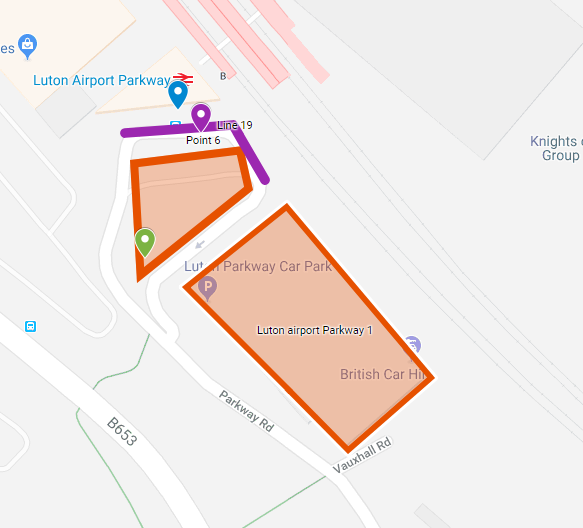 es
Luton Airport Parkway
B
Line 19
Point 6
Knights o
Group
Luton Parkway Car Park
P
Luton airport Parkway 1
British Car Hi
Parkway Rd
B653
Vauxhall Rd